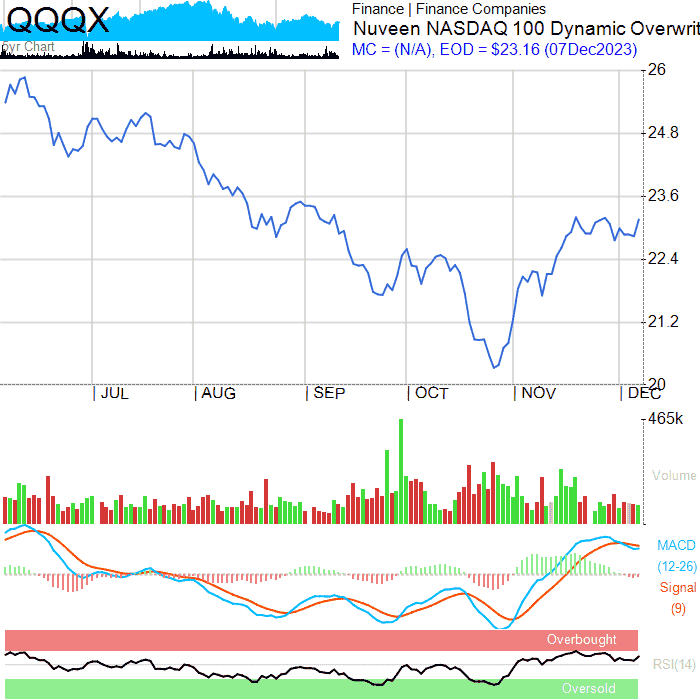 QQQX
5yr Chart
Finance | Finance Companies
Nuveen NASDAQ 100 Dynamic Overwrit
MC = (N/A), EOD = $23.16 (07Dec2023)
26
24.8
23.6
22.4
21.2
20
JUL
AUG
SEP
OCT
NOV
DEC
465k
Volume
MACD
(12-26)
Signal
(9)
Overbought
RSI(14)
Oversold